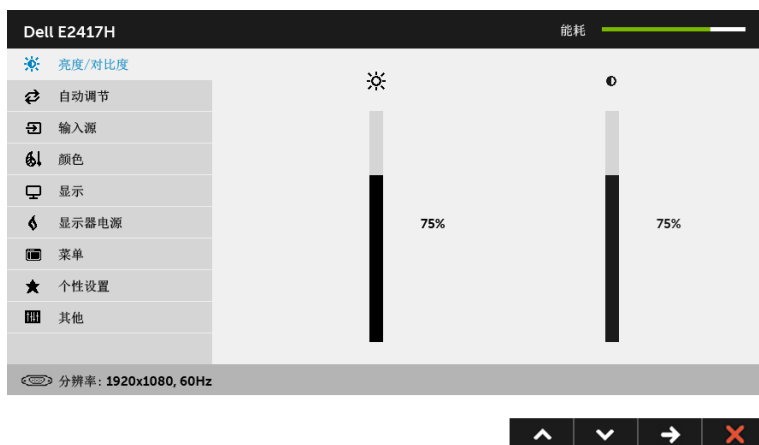 Dell E2417H 能耗
亮度/对比度
自动调节
输入源
颜色
显示
显示器电源
菜单
个性设置
其他
75% 75%
分辨率: 1920x1080, 60Hz